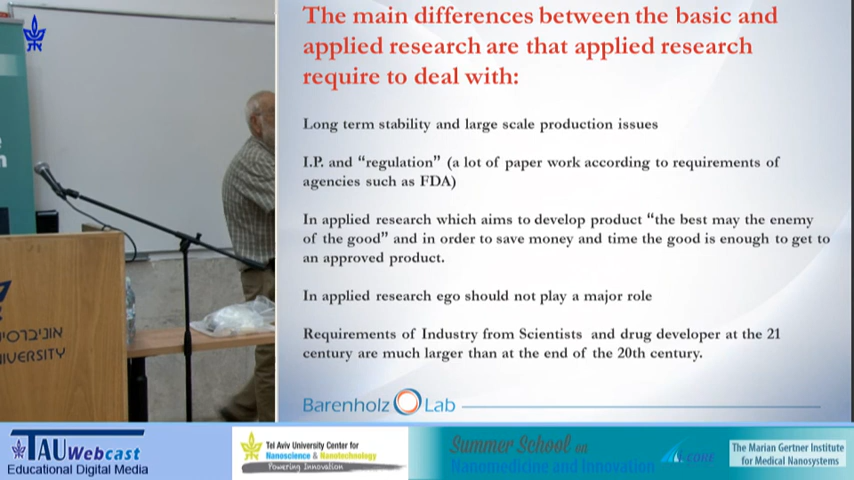 The main differences between the basic and
applied research are that applied research
require to deal with:
Long term stability and large scale production issues
I.P. and “regulation” (a lot of paper work according to requirements of
agencies such as FDA)
In applied research which aims to develop product “the best may the enemy
of the good” and in order to save money and time the good is enough to get to
an approved product.
In applied research ego should not play a major role
Requirements of Industry from Scientists and drug developer at the 21
century are much larger than at the end of the 20th century.
Barenholz Lab
TAU Webcast
Educational Digital Media
Tel Aviv University Center for
Nanoscience & Nanotechnology
Powering Innovation
Summer School on
Nanomedicine and Innovation
The Marian Gertner Institute
for Medical Nanosystems